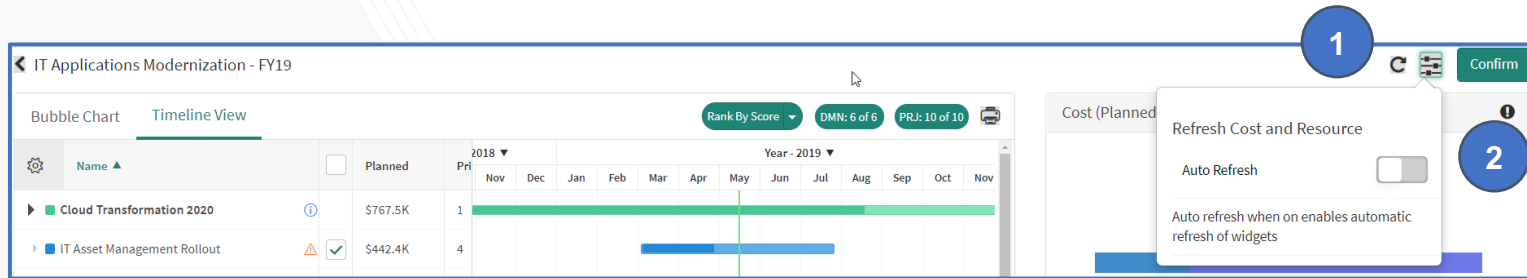 1
IT Applications Modernization - FY19
Confirm
Bubble Chart
Timeline View
Rank By Score
DMN: 6 of 6
PRJ: 10 of 10
Cost (Planned
Refresh Cost and Resource
Auto Refresh
2
Auto refresh when on enables automatic
refresh of widgets
Name ▲
Planned
Pri
2018 ▼
Year - 2019 ▼
Nov Dec Jan Feb Mar Apr May Jun Jul Aug Sep Oct Nov
Cloud Transformation 2020
$767.5K
1
IT Asset Management Rollout
$442.4K
4